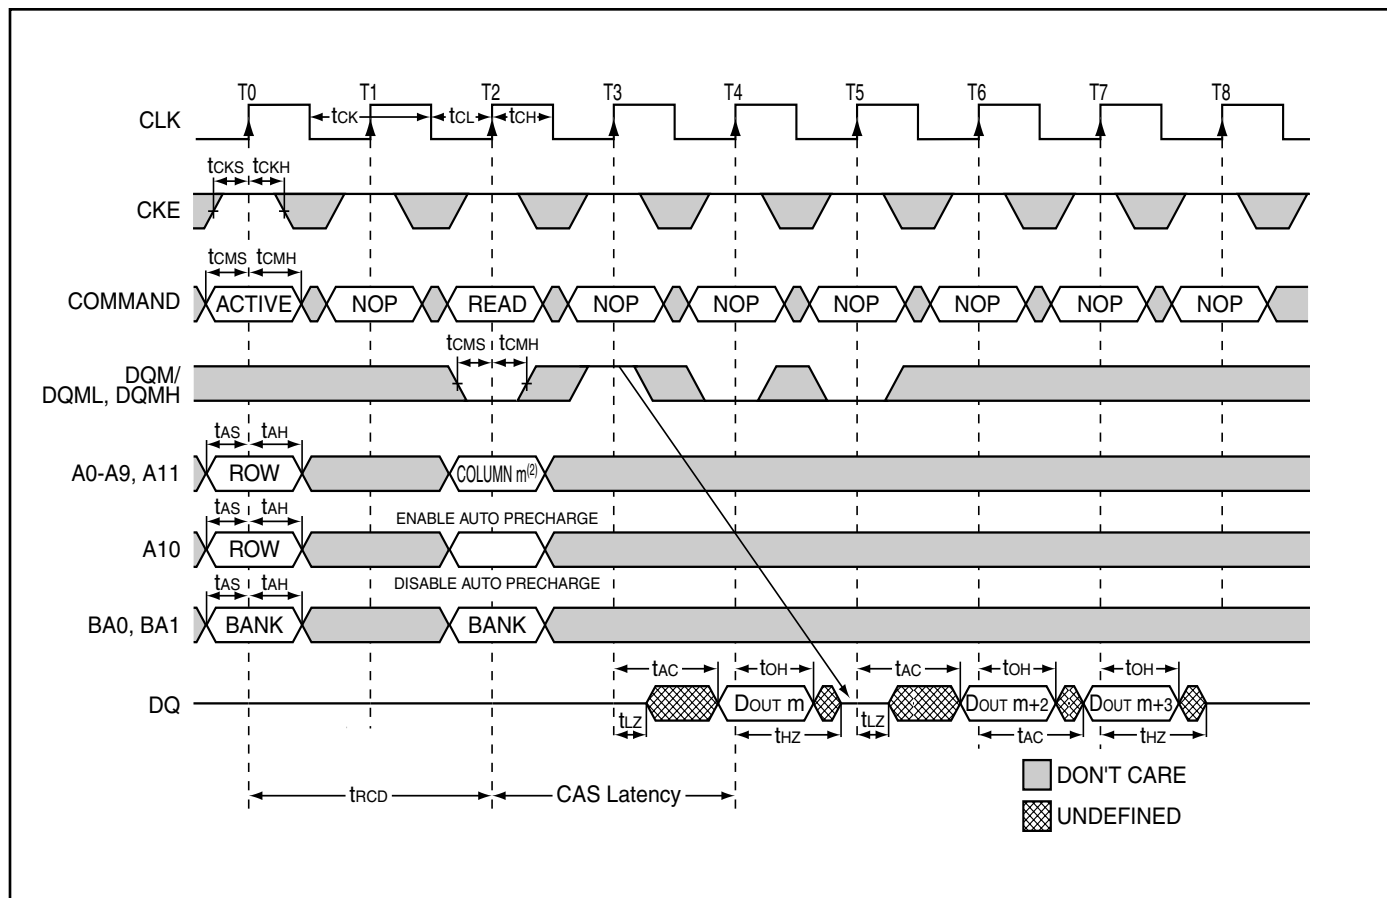 T0 T1 T2 T3 T4 T5 T6 T7 T8
CLK tCK tCL tCH
tCKS tCKH
CKE
tCMS tCMH
COMMAND ACTIVE NOP READ NOP NOP NOP NOP NOP NOP
tCMS tCMH
DQM/
DQML, DQMH
tAS tAH
A0-A9, A11 ROW COLUMN m(2)
tAS tAH ENABLE AUTO PRECHARGE
A10 ROW
tAS tAH DISABLE AUTO PRECHARGE
BA0, BA1 BANK BANK
tAC tOH tAC tOH tOH
DQ DOUT m DOUT m+2 DOUT m+3
tLZ tHZ tLZ tAC tHZ
DON'T CARE
tRCD CAS Latency
UNDEFINED